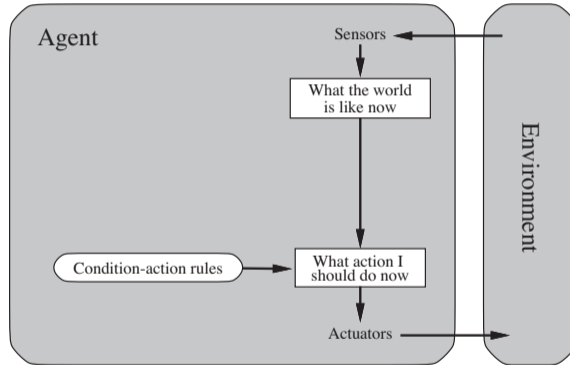 Agent
Sensors
What the world
is like now
Condition-action rules
What action I
should do now
Actuators
Environment